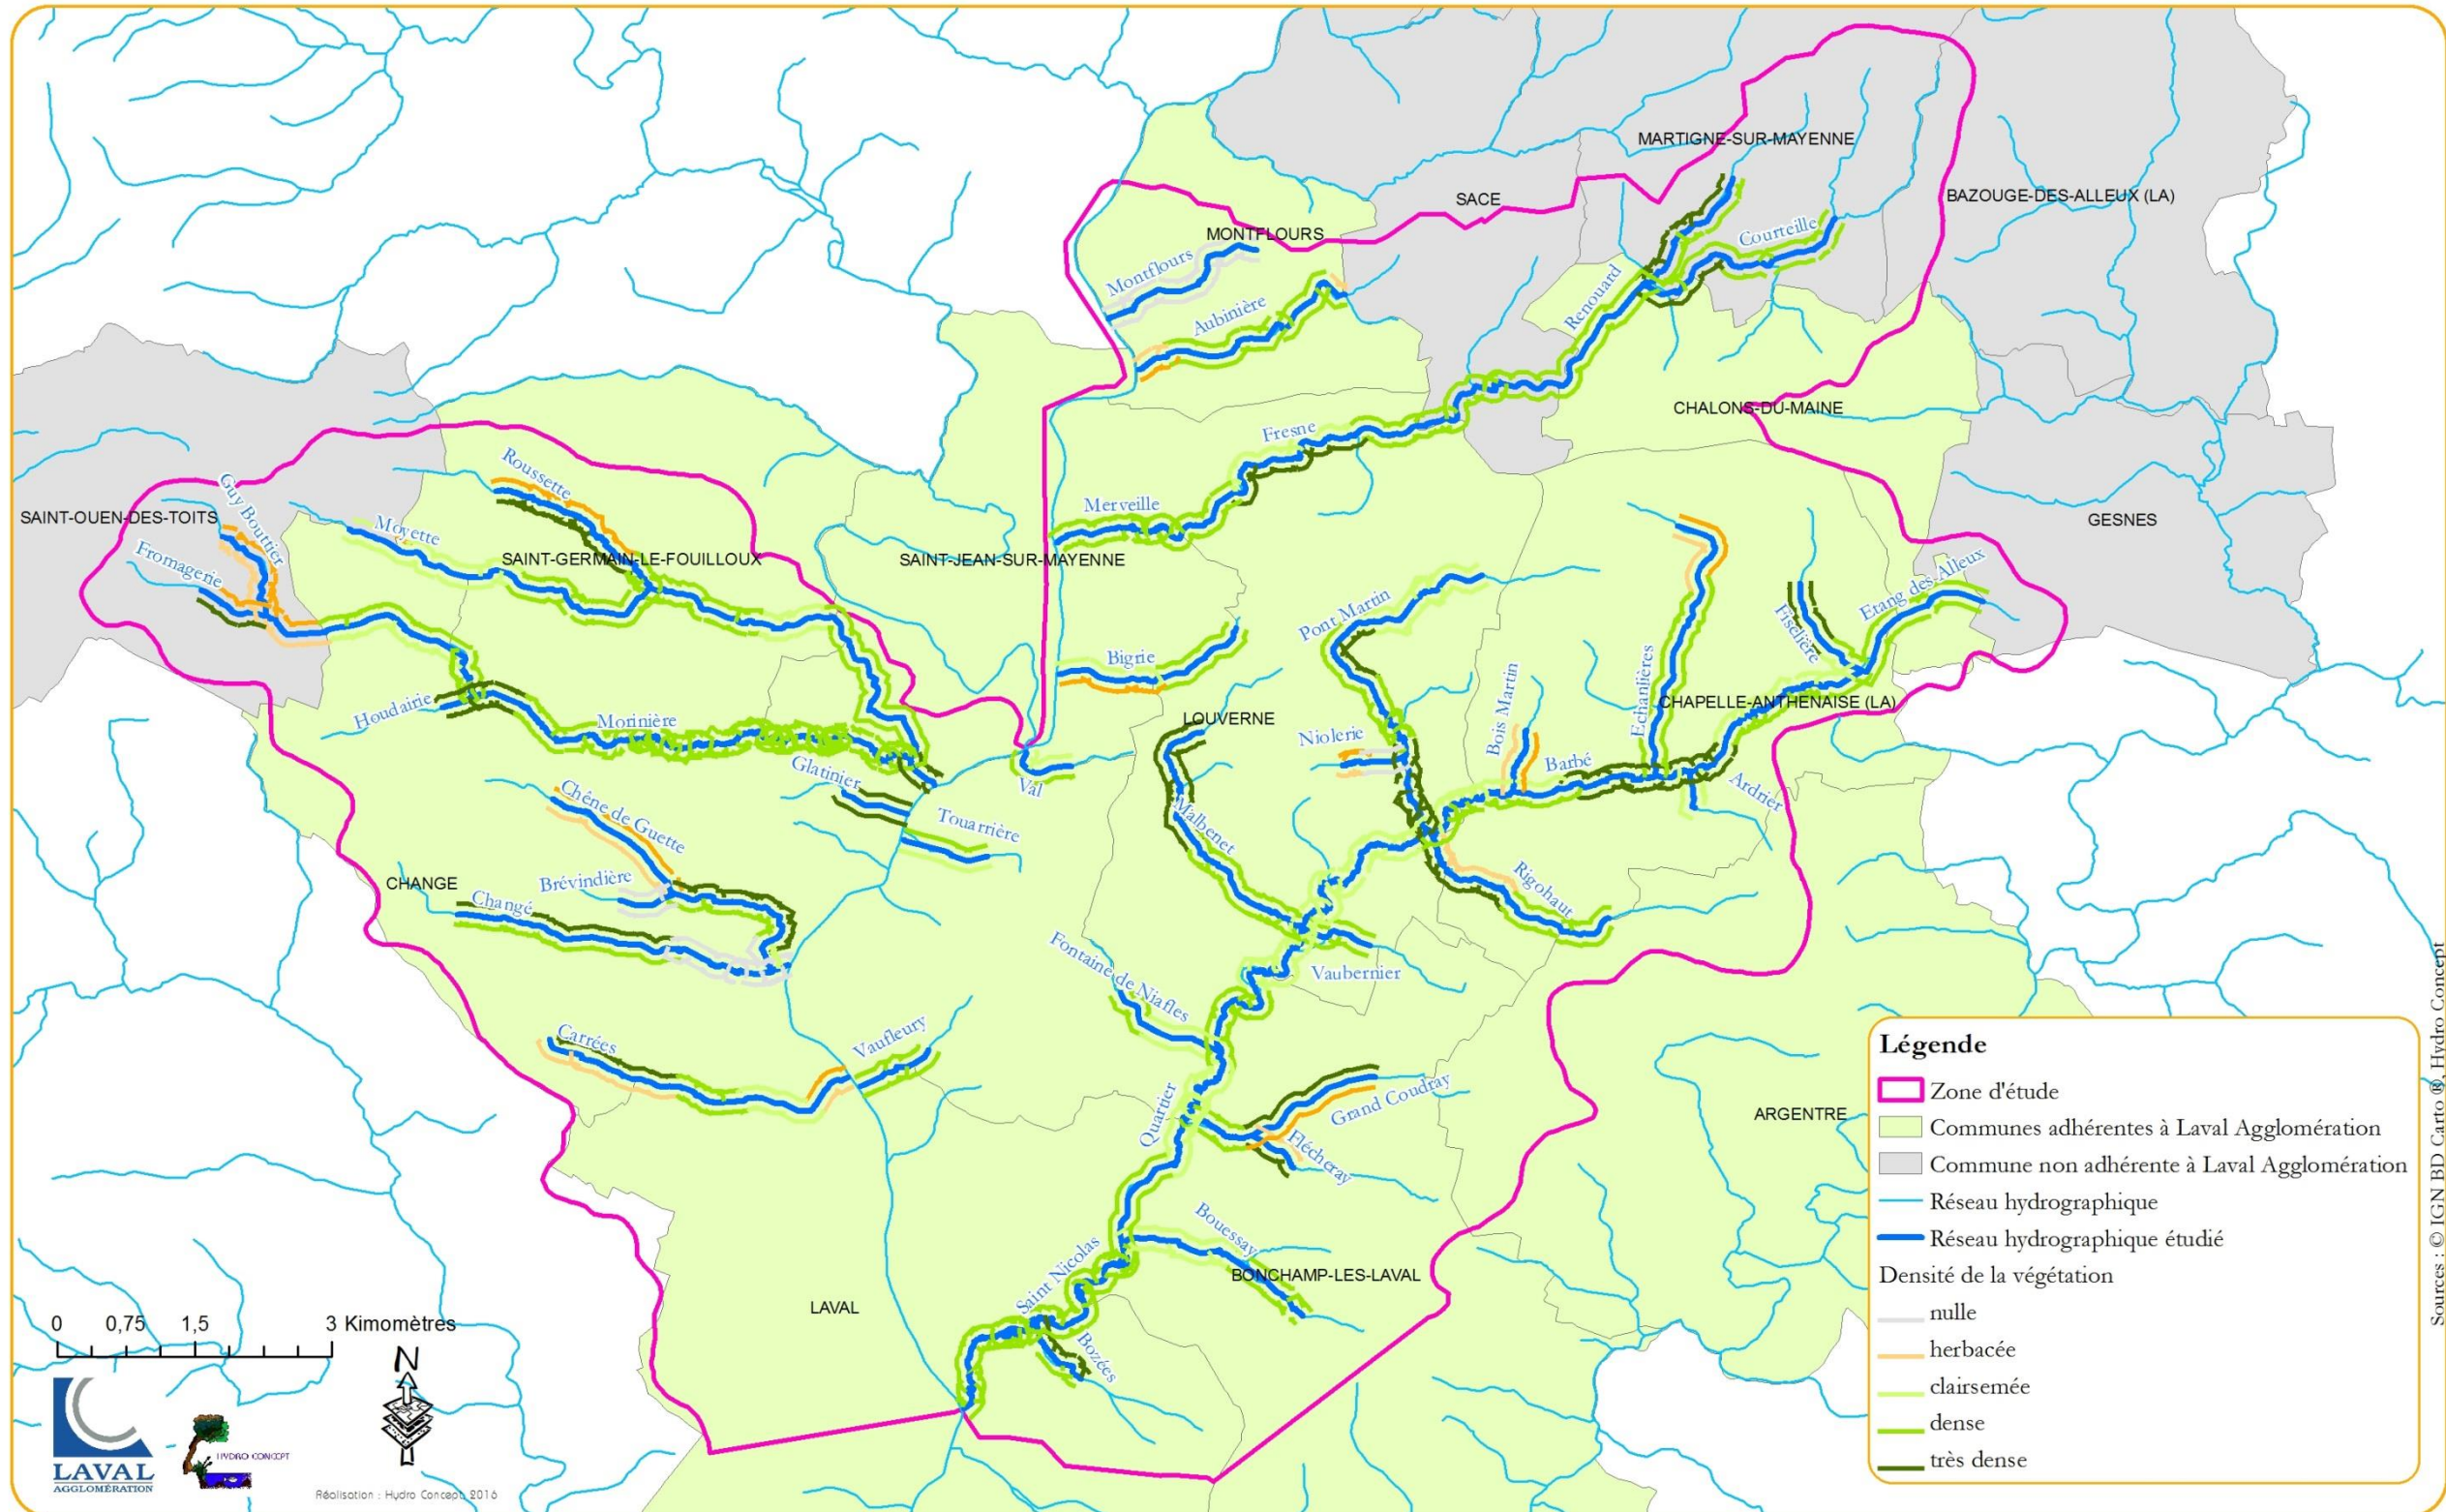 MARTIGNE-SUR-MAYENNE
BAZOUGE-DES-ALLEUX (LA)
SACE
MONTFLOURS
Courteille
Montflours
Renouard
Aubinière
CHALONS-DU-MAINE
Fresne
Roussette
Guy Bouttier
SAINT-OUEN-DES-TOITS
Moyette
Merveille
GESNES
Fromagerie
SAINT-GERMAIN-LE-FOUILLOUX
SAINT-JEAN-SUR-MAYENNE
Etang des Alleux
Pont Martin
Fiselière
Bigrie
Houdairie
Morinière
LOUVERNE
Bois Martin
Echanlières
CHAPELLE-ANTHENAISE (LA)
Niolerie
Barbé
Glatinier
Val
Ardrier
Chêne de Guette
Touarrière
Malbenet
CHANGE
Brévindière
Changé
Rigohaut
Fontaine de Niafles
Vaubernier
Carrées
Vaufleury
Quartier
Grand Coudray
Flécheray
ARGENTRE
Bouessay
Saint Nicolas
BONCHAMP-LES-LAVAL
LAVAL
Bozées
Légende
Zone d'étude
Communes adhérentes à Laval Agglomération
Commune non adhérente à Laval Agglomération
Réseau hydrographique
Réseau hydrographique étudié
Densité de la végétation
nulle
herbacée
clairsemée
dense
très dense
0 0,75 1,5 3 Kimomètres
N
LAVAL
AGGLOMÉRATION
HYDRO CONCEPT
Réalisation : Hydro Concept 2016
Sources : © IGN BD Carto ®, Hydro Concept